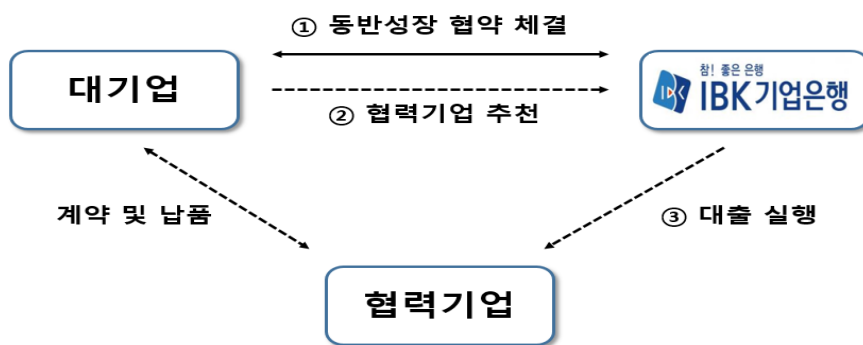 ① 동반성장 협약 체결
대기업
참! 좋은 은행
IBK
IBK기업은행
② 협력기업 추천
계약 및 납품
③ 대출 실행
협력기업